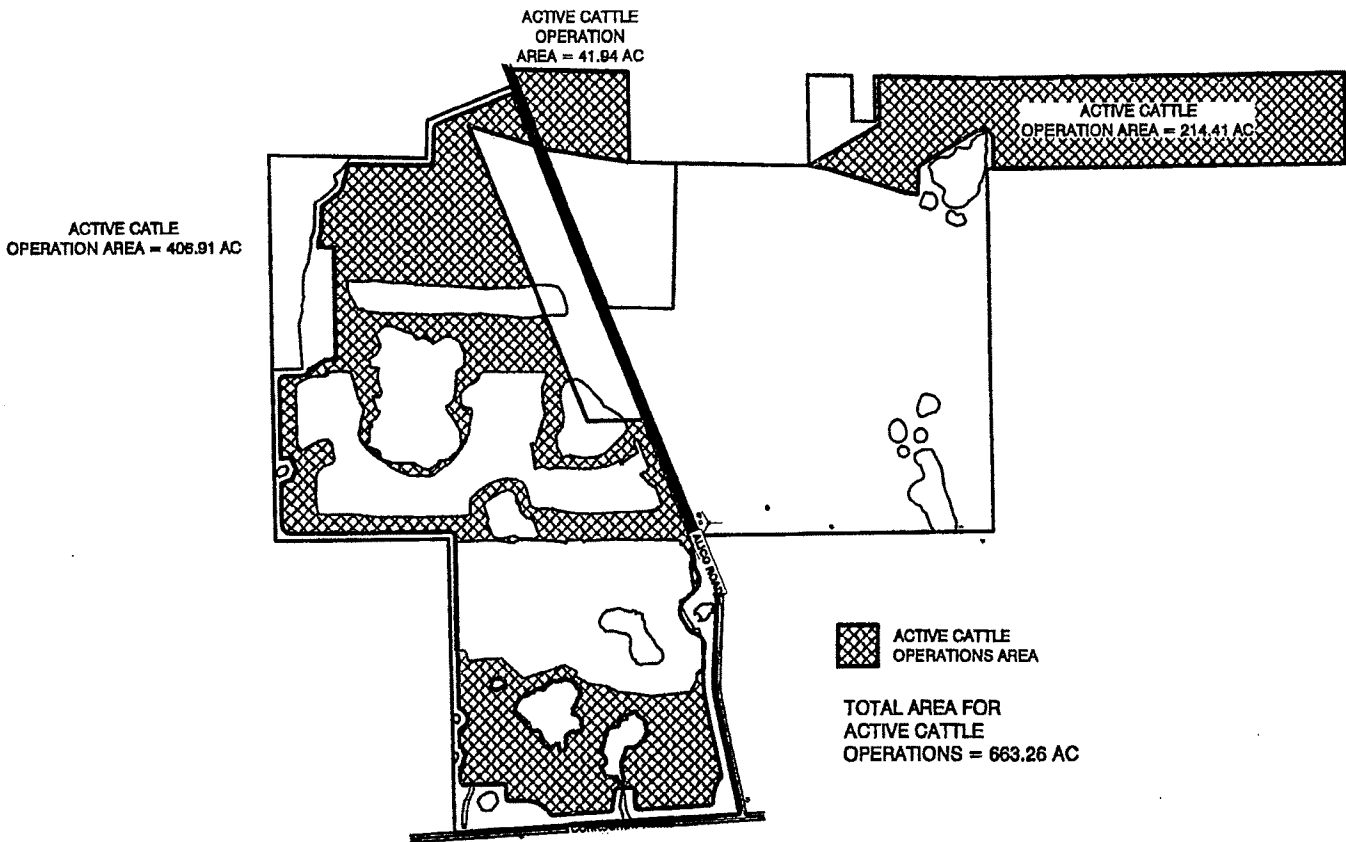 ACTIVE CATTLE
OPERATION
AREA = 41.94 AC
ACTIVE CATTLE
OPERATION AREA = 214.41 AC
ACTIVE CATLE
OPERATION AREA = 406.91 AC
ALICO ROAD
ACTIVE CATTLE
OPERATIONS AREA
TOTAL AREA FOR
ACTIVE CATTLE
OPERATIONS = 663.26 AC